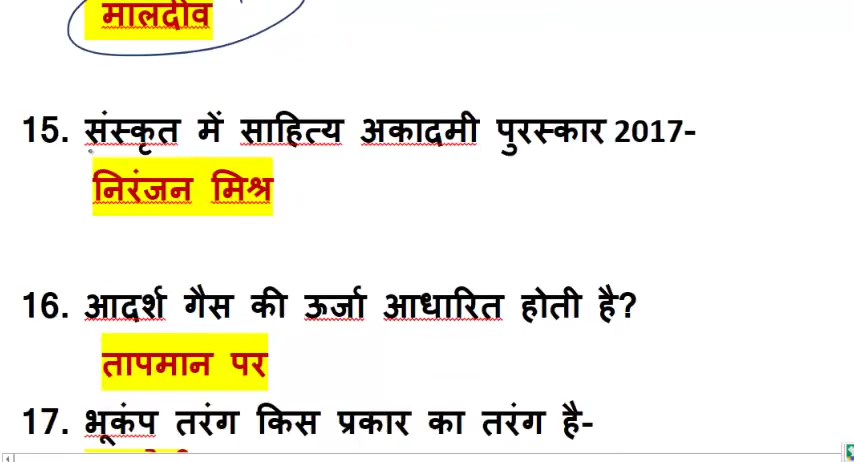 मालदीव
15. संस्कृत में साहित्य अकादमी पुरस्कार 2017-
निरंजन मिश्र
16. आदर्श गैस की ऊर्जा आधारित होती है?
तापमान पर
17. भूकंप तरंग किस प्रकार का तरंग है-